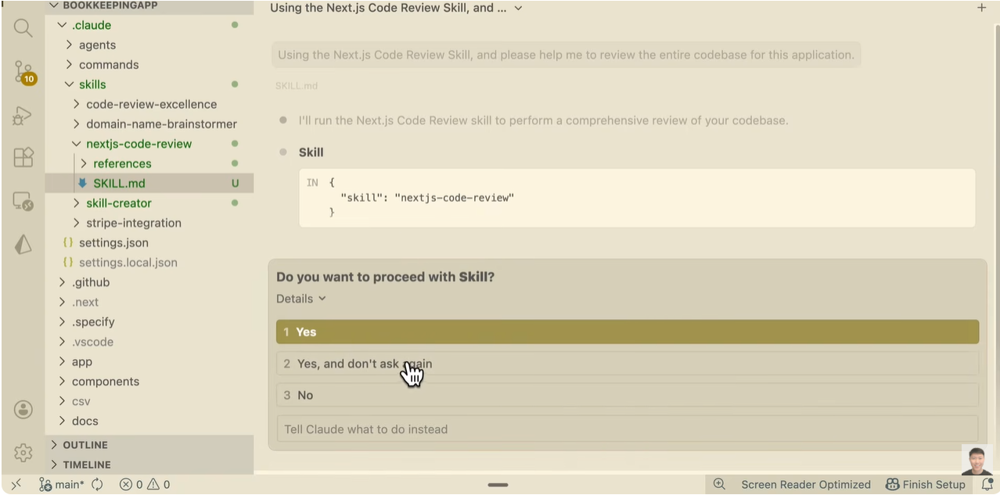 BOOKKEEPINGAPP
.claude
agents
commands
skills
code-review-excellence
domain-name-brainstormer
nextjs-code-review
references
SKILL.md U
skill-creator
stripe-integration
{} settings.json
{} settings.local.json
.github
.next
.specify
.vscode
app
components
csv
docs
OUTLINE
TIMELINE
10
Using the Next.js Code Review Skill, and ...
Using the Next.js Code Review Skill, and please help me to review the entire codebase for this application.
SKILL.md
I'll run the Next.js Code Review skill to perform a comprehensive review of your codebase.
Skill
IN {
"skill": "nextjs-code-review"
}
Do you want to proceed with Skill?
Details
1 Yes
2 Yes, and don't ask again
3 No
Tell Claude what to do instead
main* 0 0 Screen Reader Optimized Finish Setup